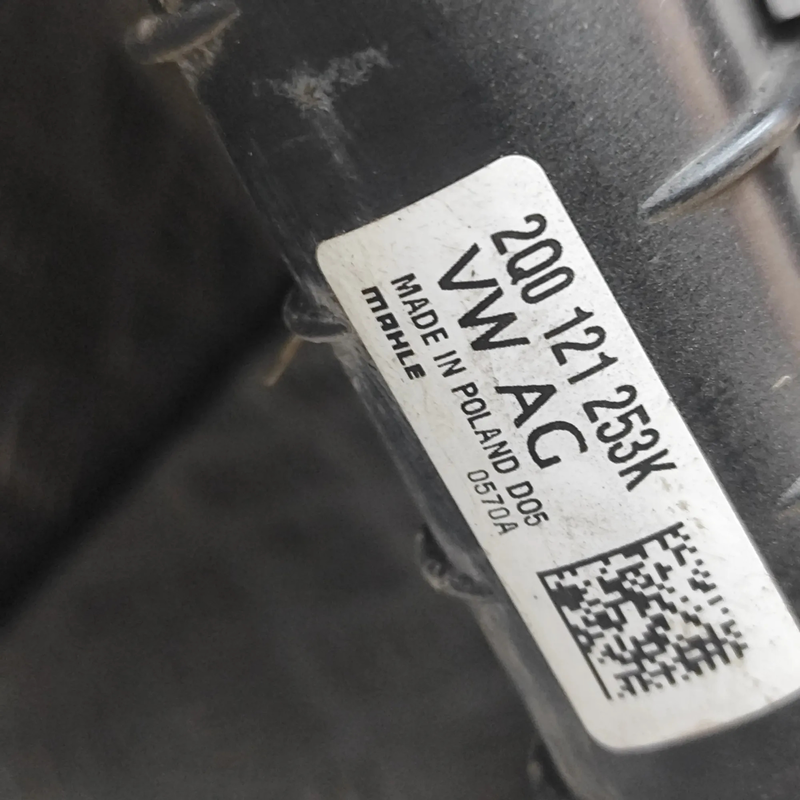 2Q0 121 253K
VW AG
MADE IN POLAND D05
MAHLE
0570A